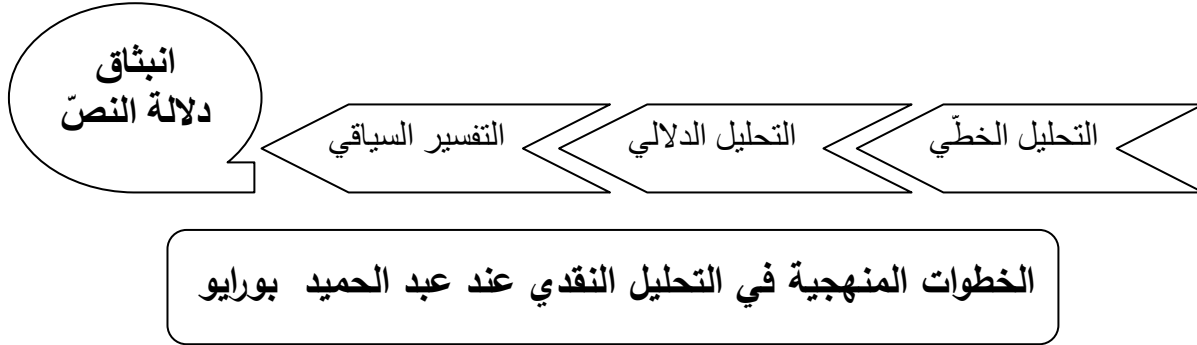 انبثاق
دلالة النصّ
التحليل الخطّي
التحليل الدلالي
التفسير السياقي
الخطوات المنهجية في التحليل النقدي عند عبد الحميد بورايو